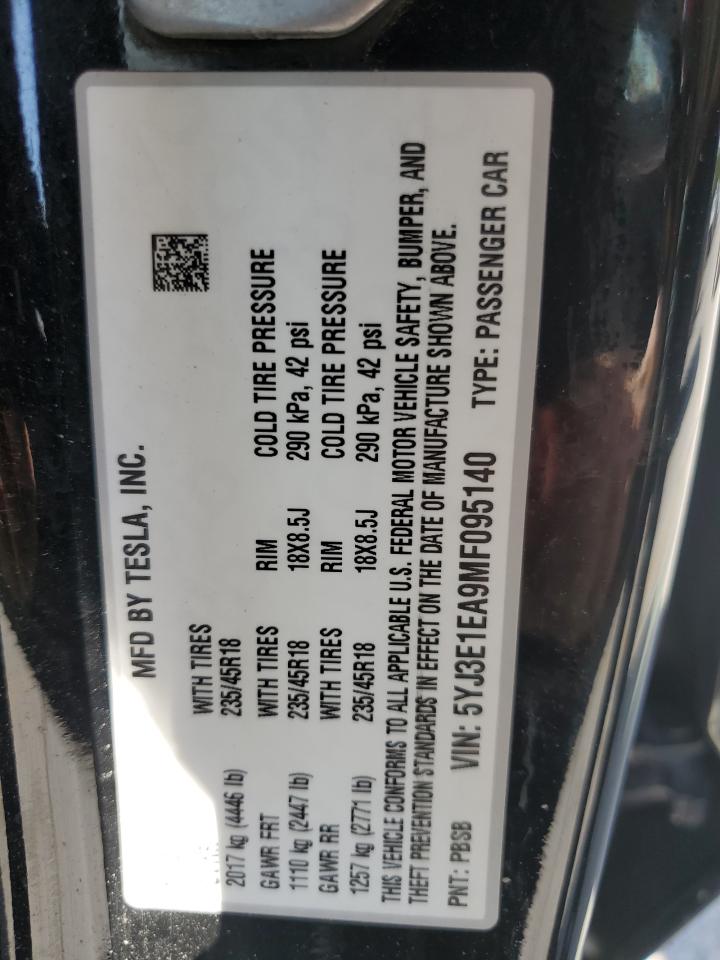 MFD BY TESLA, INC.
WITH TIRES
2017 kg (4446 lb) 235/45R18
GAWR FRT WITH TIRES RIM COLD TIRE PRESSURE
1110 kg (2447 lb) 235/45R18 18X8.5J 290 kPa, 42 psi
GAWR RR WITH TIRES RIM COLD TIRE PRESSURE
1257 kg (2771 lb) 235/45R18 18X8.5J 290 kPa, 42 psi
THIS VEHICLE CONFORMS TO ALL APPLICABLE U.S. FEDERAL MOTOR VEHICLE SAFETY, BUMPER, AND
THEFT PREVENTION STANDARDS IN EFFECT ON THE DATE OF MANUFACTURE SHOWN ABOVE.
PNT: PBSB VIN: 5YJ3E1EA9MF095140 TYPE: PASSENGER CAR